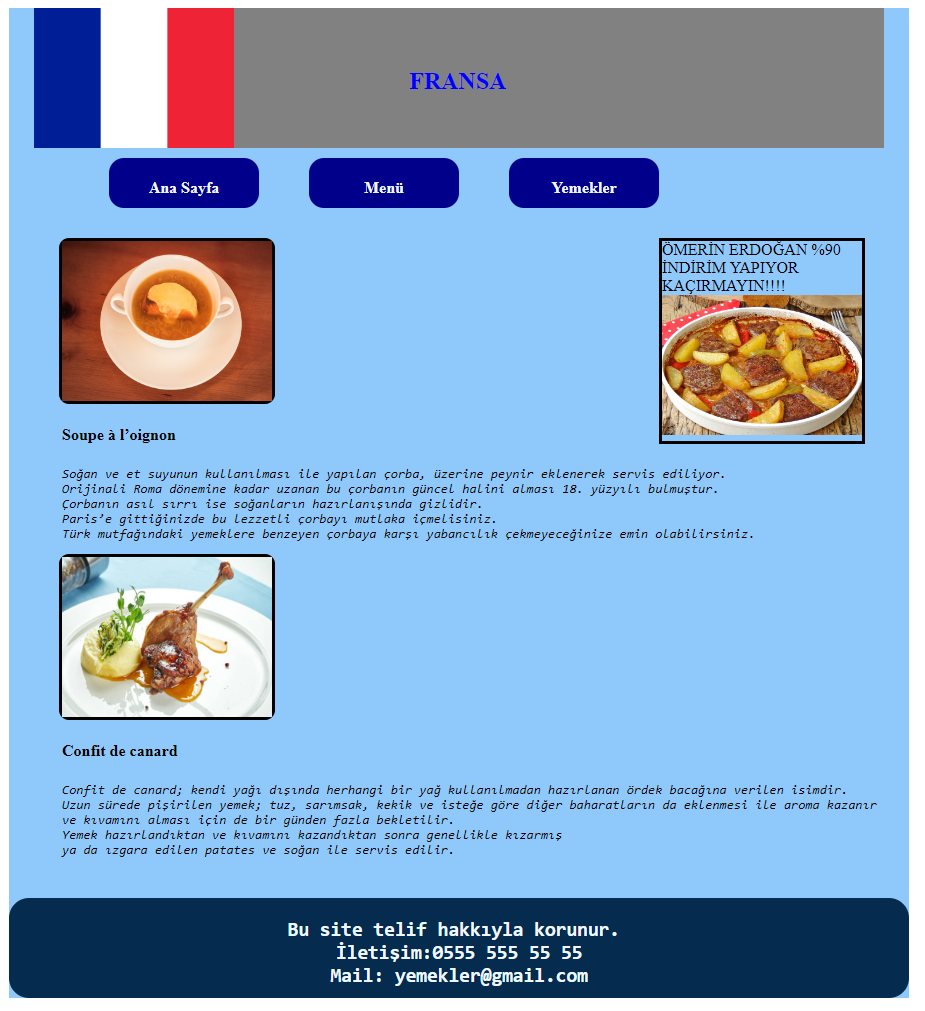 FRANSA
Ana Sayfa
Menü
Yemekler
ÖMERİN ERDOĞAN %90
İNDİRİM YAPIYOR
KAÇIRMAYIN!!!!
Soupe à l’oignon
Soğan ve et suyunun kullanılması ile yapılan çorba, üzerine peynir eklenerek servis ediliyor.
Orijinali Roma dönemine kadar uzanan bu çorbanın güncel halini alması 18. yüzyılı bulmuştur.
Çorbanın asıl sırrı ise soğanların hazırlanışında gizlidir.
Paris’e gittiğinizde bu lezzetli çorbayı mutlaka içmelisiniz.
Türk mutfağındaki yemeklere benzeyen çorbaya karşı yabancılık çekmeyeceğinize emin olabilirsiniz.
Confit de canard
Confit de canard; kendi yağı dışında herhangi bir yağ kullanılmadan hazırlanan ördek bacağına verilen isimdir.
Uzun sürede pişirilen yemek; tuz, sarımsak, kekik ve isteğe göre diğer baharatların da eklenmesi ile aroma kazanır
ve kıvamını alması için de bir günden fazla bekletilir.
Yemek hazırlandıktan ve kıvamını kazandıktan sonra genellikle kızarmış
ya da ızgara edilen patates ve soğan ile servis edilir.
Bu site telif hakkıyla korunur.
İletişim:0555 555 55 55
Mail: yemekler@gmail.com